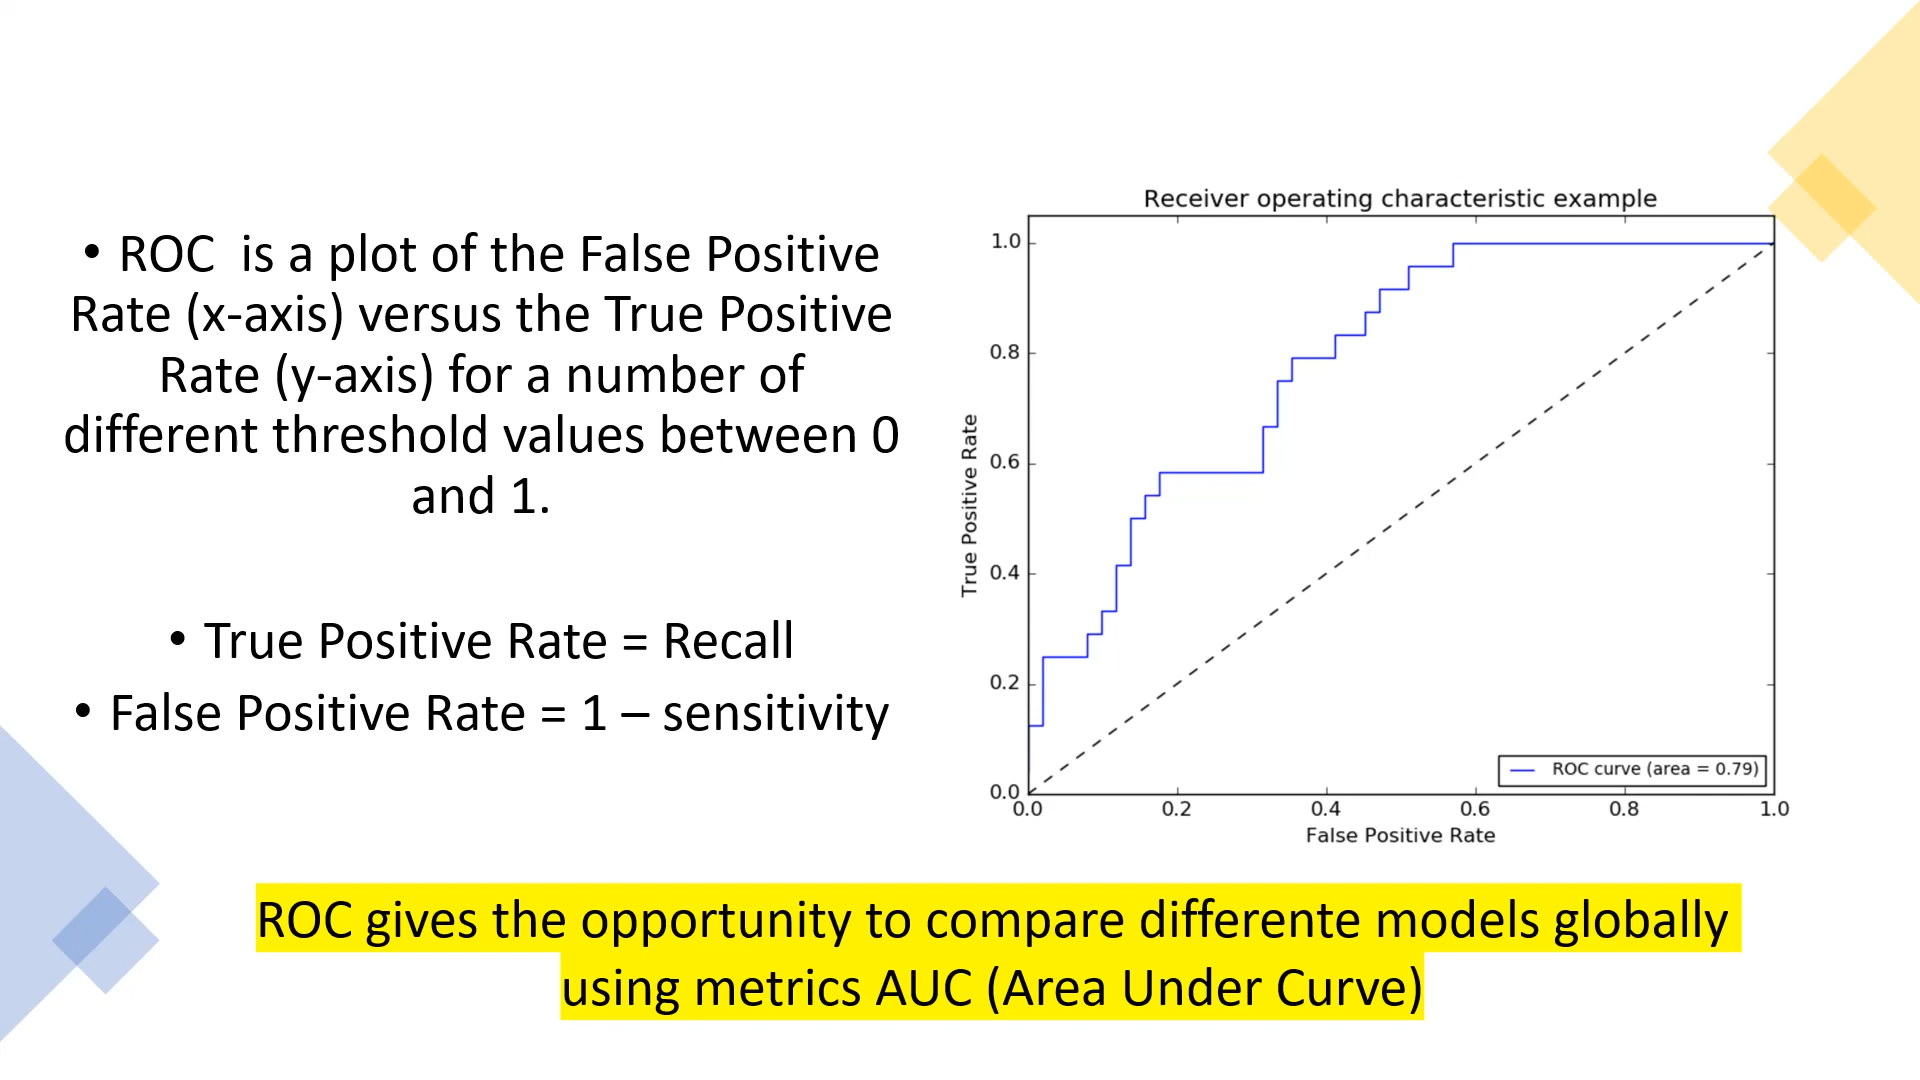 • ROC  is a plot of the False Positive
Rate (x-axis) versus the True Positive
Rate (y-axis) for a number of
different threshold values between 0
and 1.
• True Positive Rate = Recall
• False Positive Rate = 1 – sensitivity
Receiver operating characteristic example
1.0
0.8
0.6
0.4
0.2
0.0
True Positive Rate
ROC curve (area = 0.79)
0.0 0.2 0.4 0.6 0.8 1.0
False Positive Rate
ROC gives the opportunity to compare differente models globally
using metrics AUC (Area Under Curve)